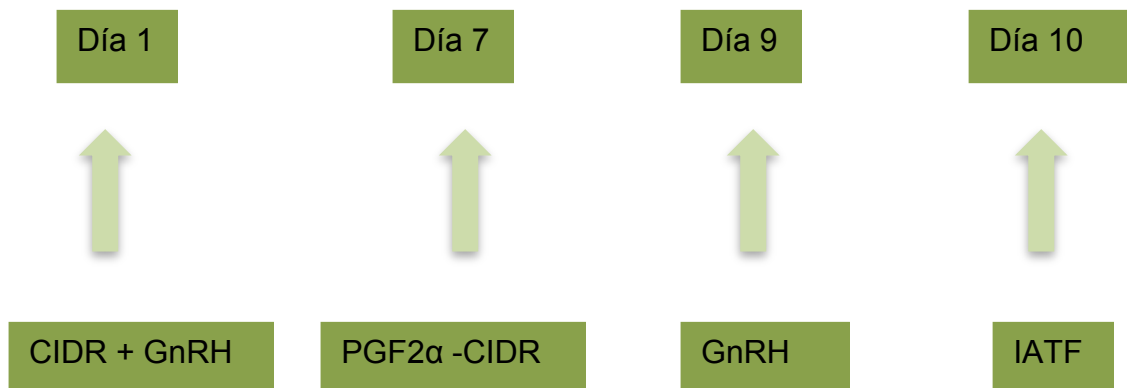 Día 1
Día 7
Día 9
Día 10
CIDR + GnRH
PGF2α -CIDR
GnRH
IATF